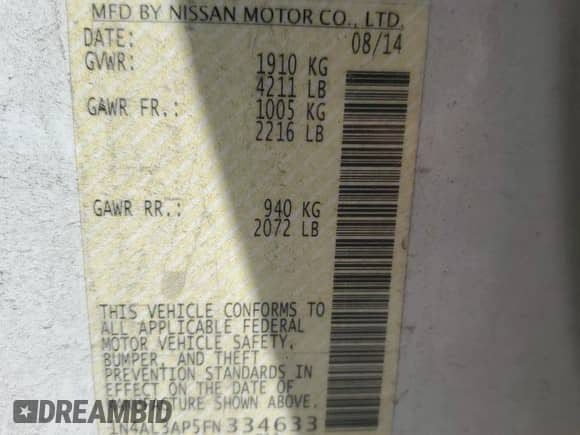 MFD BY NISSAN MOTOR CO., LTD.
DATE: 08/14
GVWR: 1910 KG
4211 LB
GAWR FR.: 1005 KG
2216 LB
GAWR RR.: 940 KG
2072 LB
THIS VEHICLE CONFORMS TO
ALL APPLICABLE FEDERAL
MOTOR VEHICLE SAFETY,
BUMPER, AND THEFT
PREVENTION STANDARDS IN
EFFECT ON THE DATE OF
MANUFACTURE SHOWN ABOVE.
1N4AL3AP5FN334633
DREAMBID